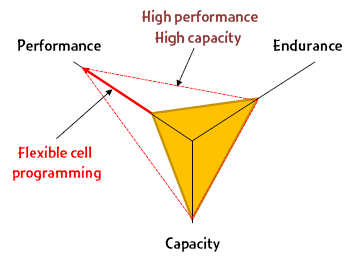 High performance
High capacity
Performance
Endurance
Flexible cell
programming
Capacity